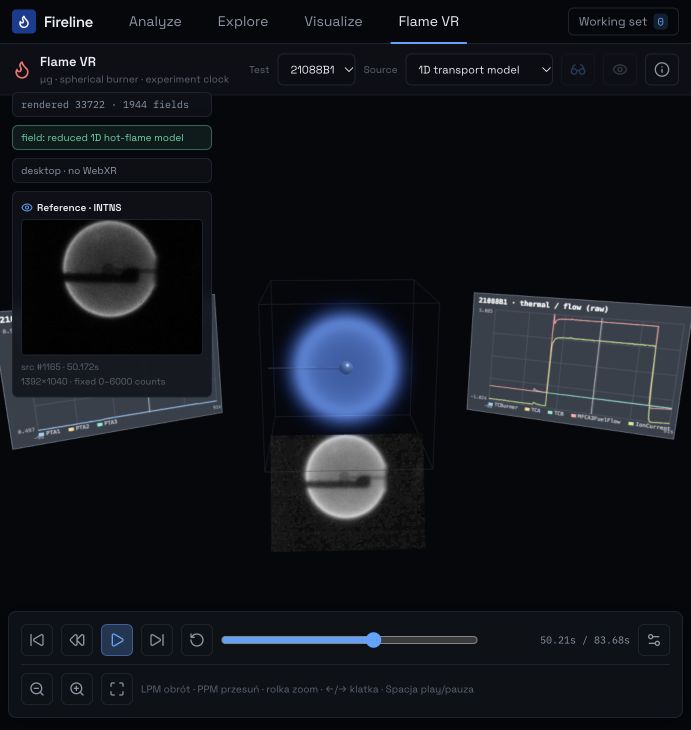 Fireline
Analyze
Explore
Visualize
Flame VR
Working set 0
Flame VR
µg · spherical burner · experiment clock
Test
21088B1
Source
1D transport model
rendered 33722 · 1944 fields
field: reduced 1D hot-flame model
desktop · no WebXR
Reference · INTNS
src #1165 · 50.172s
1392×1040 · fixed 0–6000 counts
0.497
PTA1 PTA2 PTA3
21088B1 · thermal / flow (raw)
TCBurner TCA TCB MFCA2FuelFlow IonCurrent
50.21s / 83.68s
LPM obrót · PPM przesuń · rolka zoom · ←/→ klatka · Spacja play/pauza